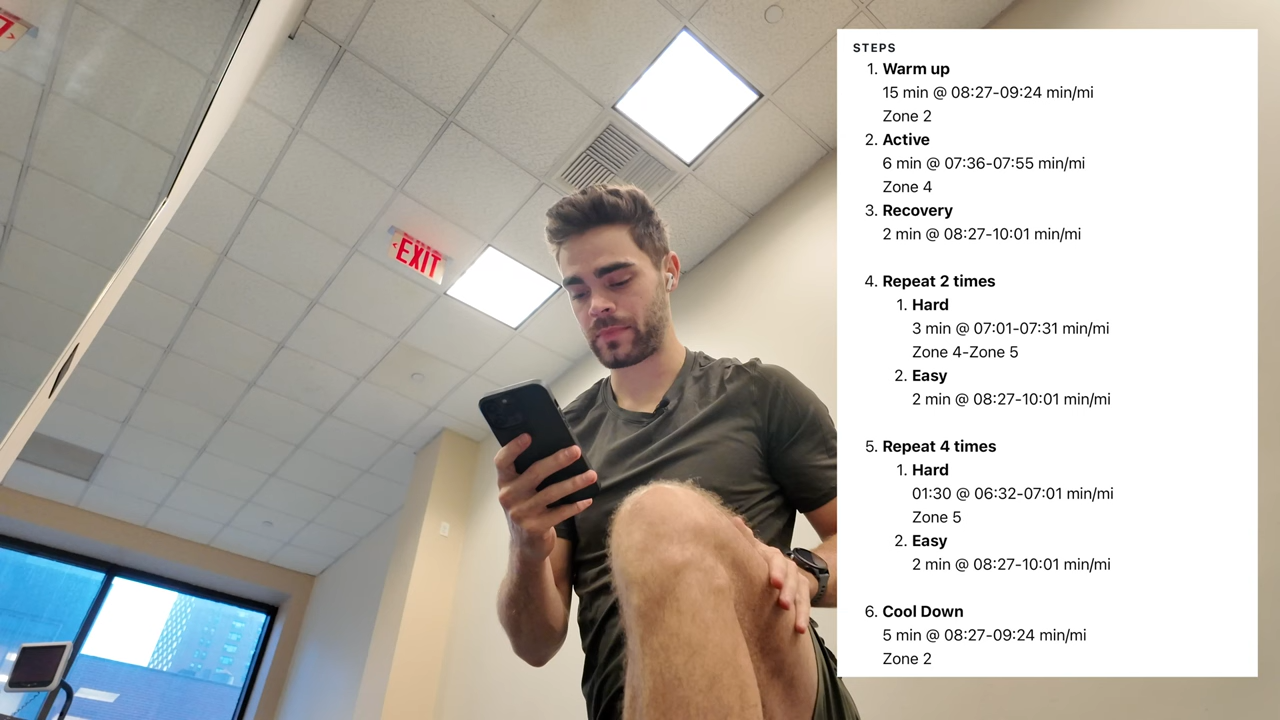 EXIT
STEPS
1. Warm up
15 min @ 08:27-09:24 min/mi
Zone 2
2. Active
6 min @ 07:36-07:55 min/mi
Zone 4
3. Recovery
2 min @ 08:27-10:01 min/mi
4. Repeat 2 times
1. Hard
3 min @ 07:01-07:31 min/mi
Zone 4-Zone 5
2. Easy
2 min @ 08:27-10:01 min/mi
5. Repeat 4 times
1. Hard
01:30 @ 06:32-07:01 min/mi
Zone 5
2. Easy
2 min @ 08:27-10:01 min/mi
6. Cool Down
5 min @ 08:27-09:24 min/mi
Zone 2